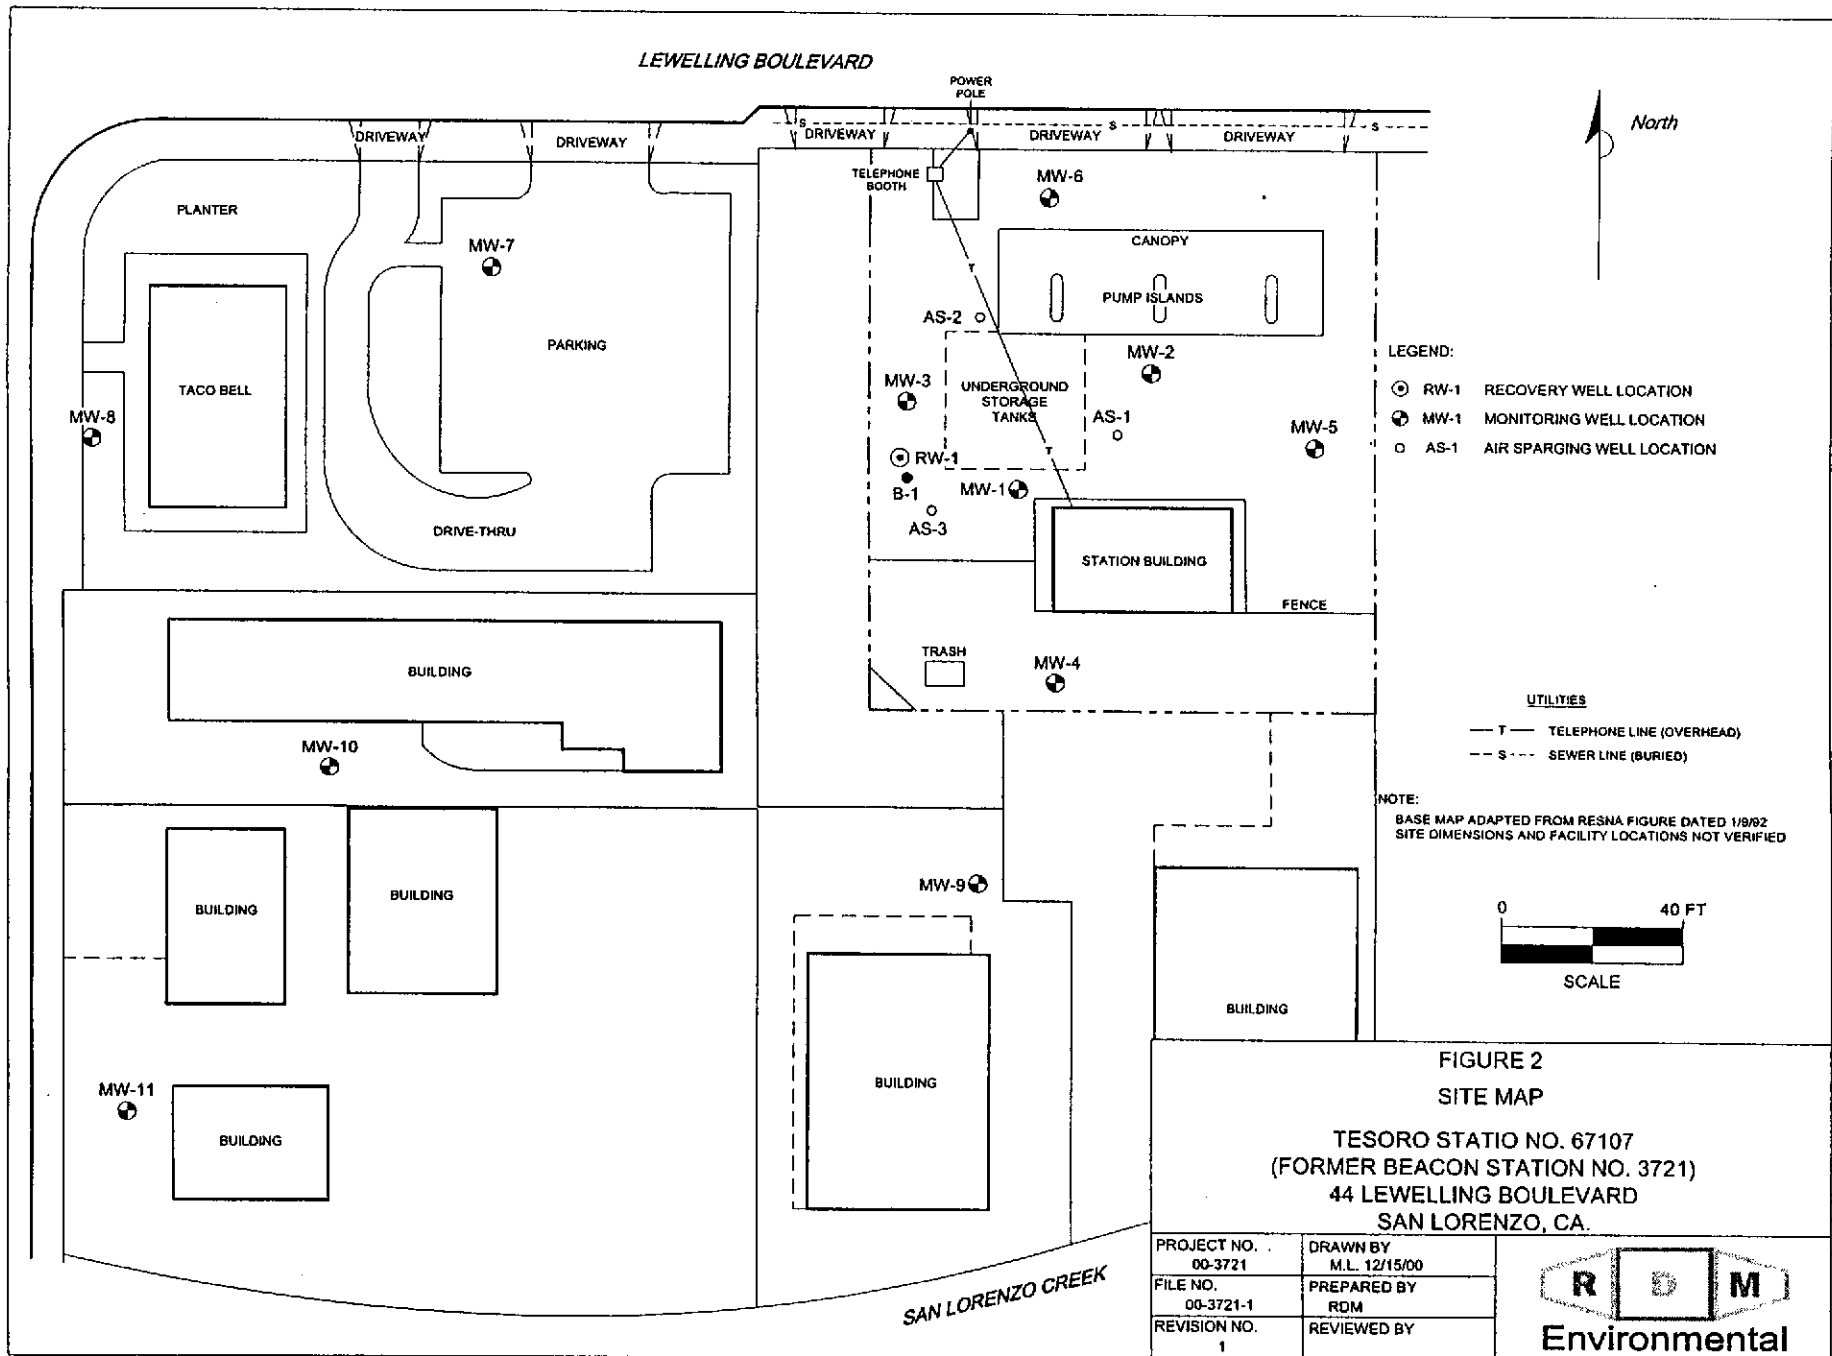 LEWELLING BOULEVARD
POWER
POLE
DRIVEWAY
DRIVEWAY
S
DRIVEWAY
DRIVEWAY
S
DRIVEWAY
S
North
TELEPHONE
BOOTH
MW-6
PLANTER
MW-7
CANOPY
T
PUMP ISLANDS
AS-2
PARKING
MW-2
LEGEND:
TACO BELL
MW-3
UNDERGROUND
STORAGE
TANKS
RW-1 RECOVERY WELL LOCATION
MW-8
AS-1
MW-1 MONITORING WELL LOCATION
MW-5
AS-1 AIR SPARGING WELL LOCATION
T
RW-1
B-1
MW-1
AS-3
DRIVE-THRU
STATION BUILDING
FENCE
TRASH
MW-4
BUILDING
UTILITIES
T TELEPHONE LINE (OVERHEAD)
S SEWER LINE (BURIED)
MW-10
NOTE:
BASE MAP ADAPTED FROM RESNA FIGURE DATED 1/9/92
SITE DIMENSIONS AND FACILITY LOCATIONS NOT VERIFIED
BUILDING
BUILDING
MW-9
0 40 FT
SCALE
BUILDING
BUILDING
MW-11
BUILDING
SAN LORENZO CREEK
FIGURE 2
SITE MAP
TESORO STATIO NO. 67107
(FORMER BEACON STATION NO. 3721)
44 LEWELLING BOULEVARD
SAN LORENZO, CA.
PROJECT NO.
00-3721
DRAWN BY
M.L. 12/15/00
FILE NO.
00-3721-1
PREPARED BY
RDM
REVISION NO.
1
REVIEWED BY
R D M
Environmental